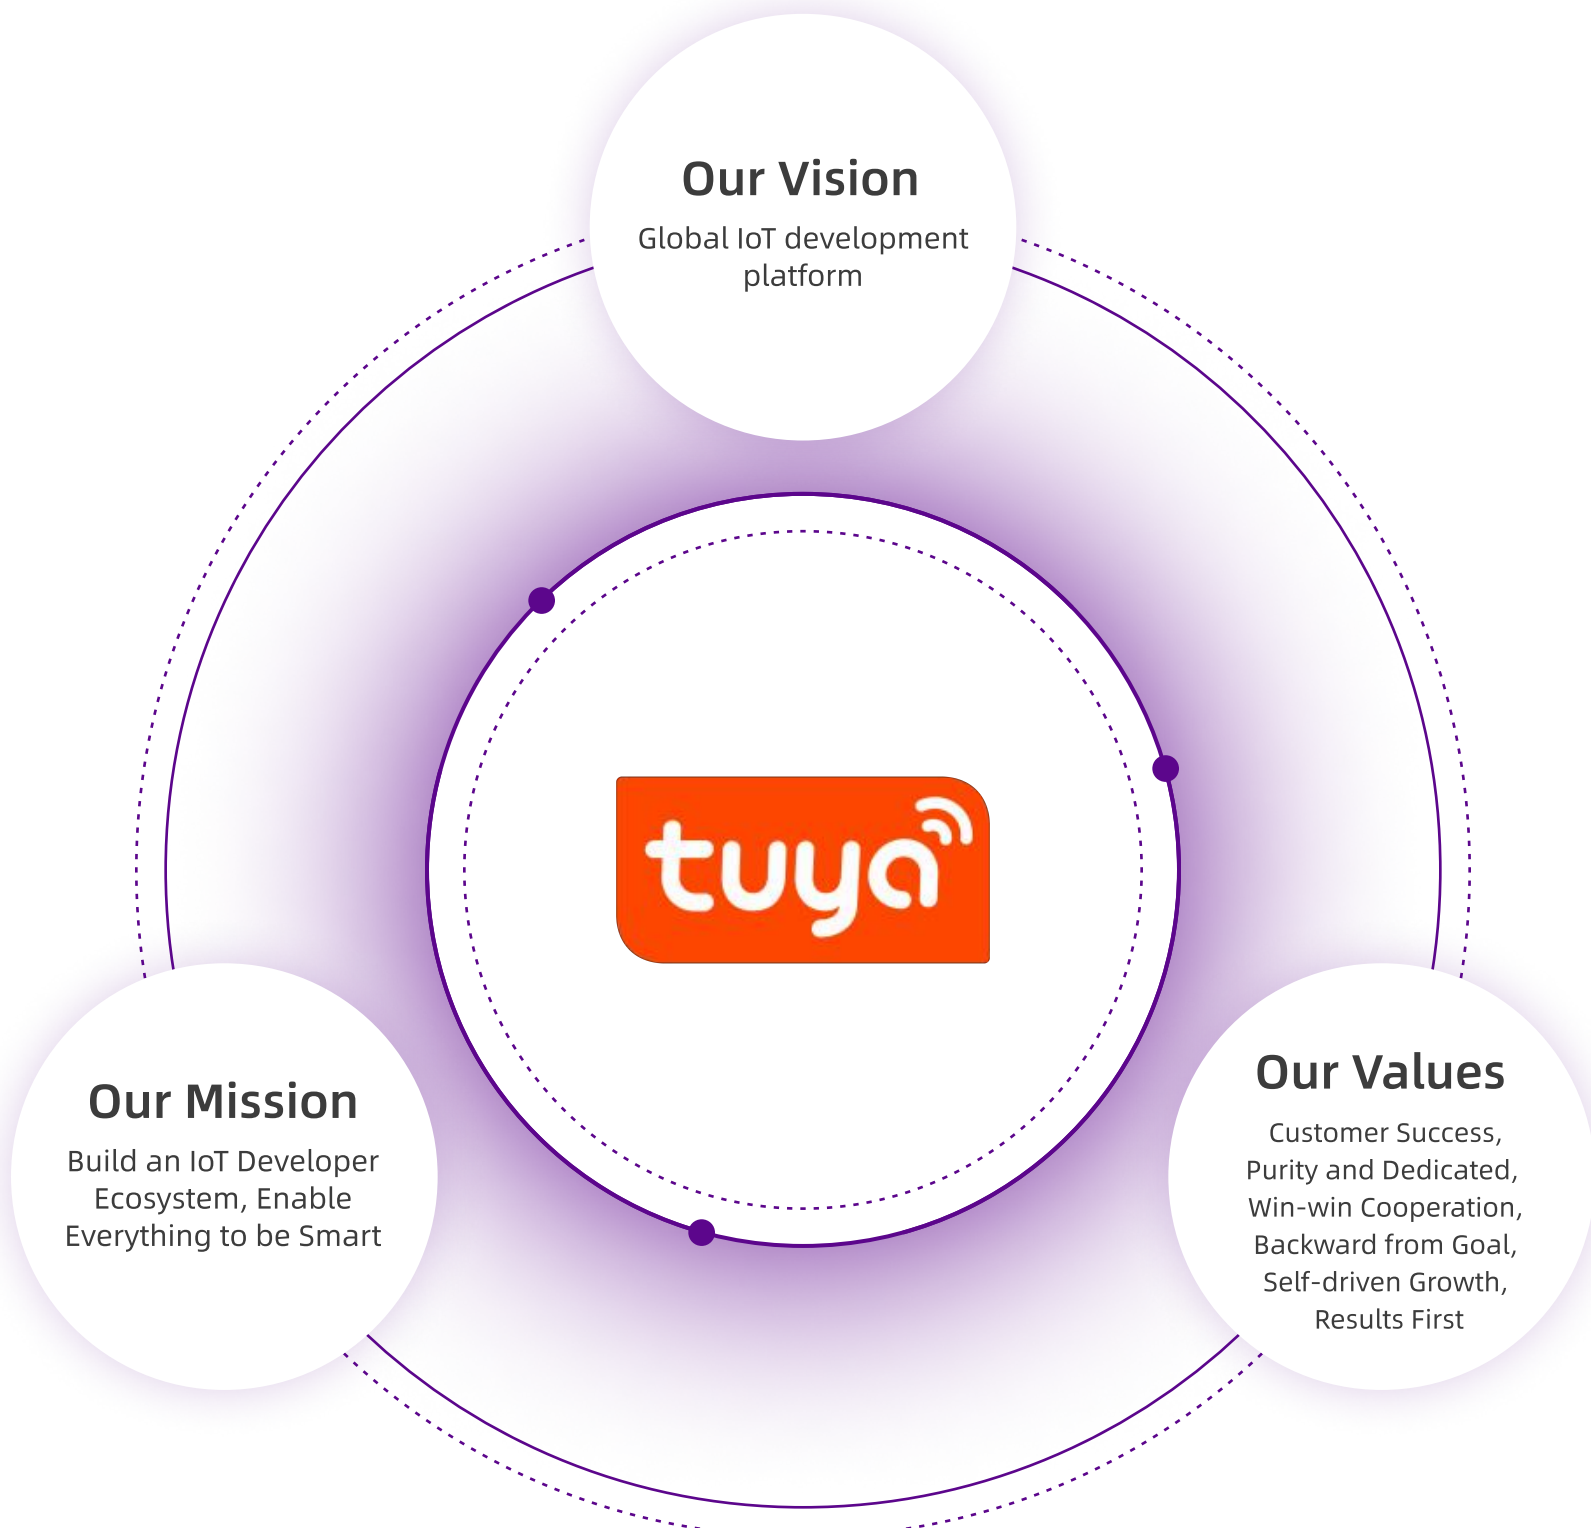 Our Vision
Global IoT development
platform
tuya
Our Mission
Build an IoT Developer
Ecosystem, Enable
Everything to be Smart
Our Values
Customer Success,
Purity and Dedicated,
Win-win Cooperation,
Backward from Goal,
Self-driven Growth,
Results First